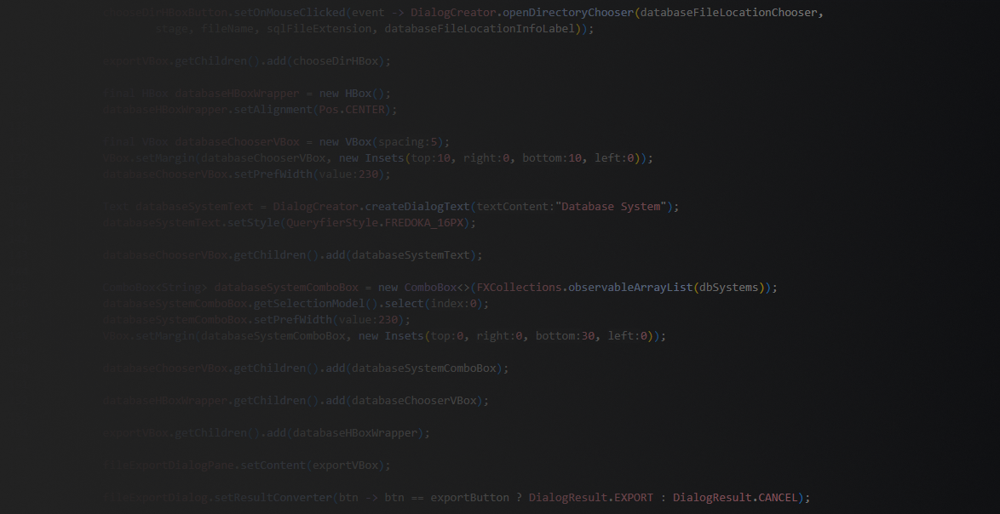 chooseDirHBoxButton.setOnMouseClicked(event -> DialogCreator.openDirectoryChooser(databaseFileLocationChooser,
stage, fileName, sqlFileExtension, databaseFileLocationInfoLabel));
exportVBox.getChildren().add(chooseDirHBox);
final HBox databaseHBoxWrapper = new HBox();
databaseHBoxWrapper.setAlignment(Pos.CENTER);
final VBox databaseChooserVBox = new VBox(spacing:5);
VBox.setMargin(databaseChooserVBox, new Insets(top:10, right:0, bottom:10, left:0));
databaseChooserVBox.setPrefWidth(value:230);
Text databaseSystemText = DialogCreator.createDialogText(textContent:"Database System");
databaseSystemText.setStyle(QueryfierStyle.FREDOKA_16PX);
databaseChooserVBox.getChildren().add(databaseSystemText);
ComboBox<String> databaseSystemComboBox = new ComboBox<>(FXCollections.observableArrayList(dbSystems));
databaseSystemComboBox.getSelectionModel().select(index:0);
databaseSystemComboBox.setPrefWidth(value:230);
VBox.setMargin(databaseSystemComboBox, new Insets(top:0, right:0, bottom:30, left:0));
databaseChooserVBox.getChildren().add(databaseSystemComboBox);
databaseHBoxWrapper.getChildren().add(databaseChooserVBox);
exportVBox.getChildren().add(databaseHBoxWrapper);
fileExportDialogPane.setContent(exportVBox);
fileExportDialog.setResultConverter(btn -> btn == exportButton ? DialogResult.EXPORT : DialogResult.CANCEL);